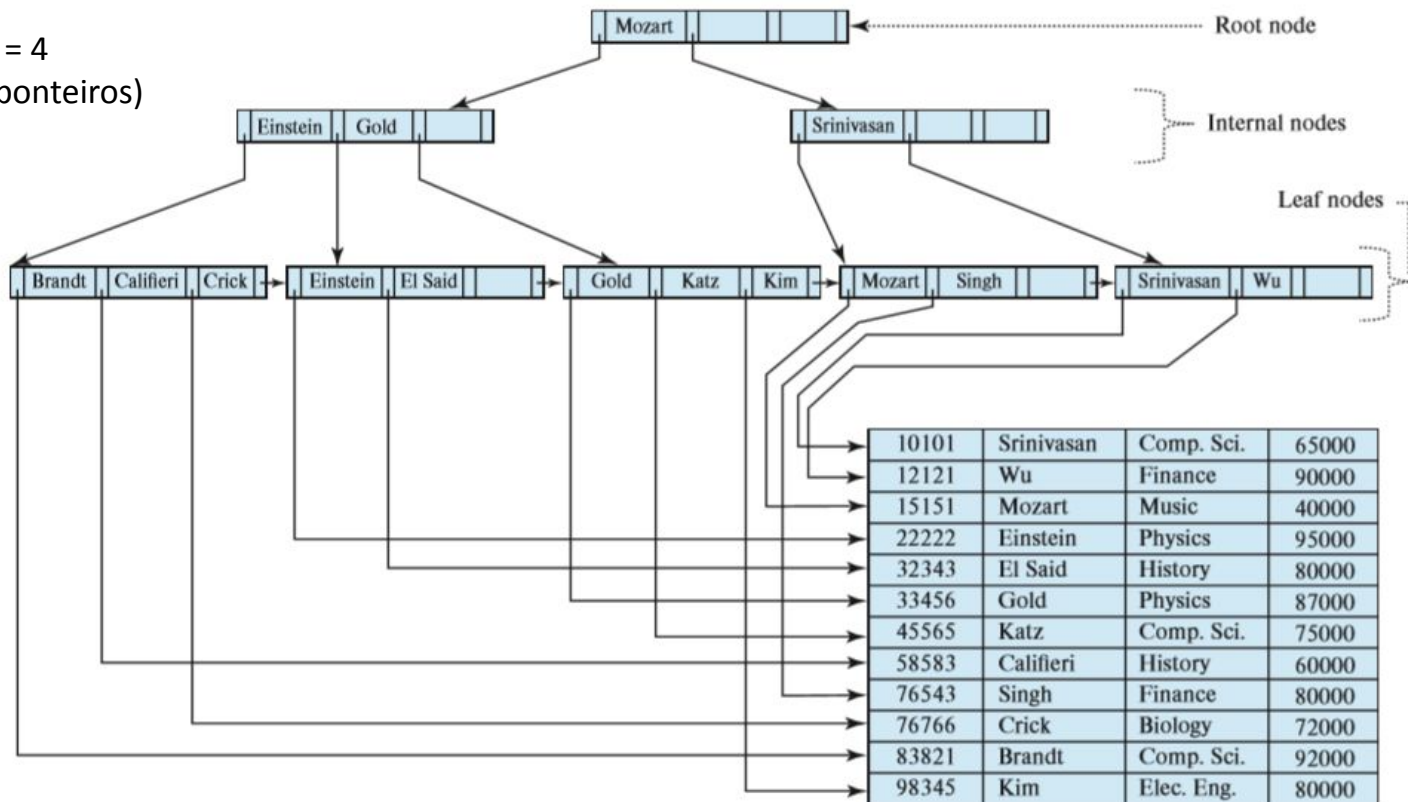 = 4
ponteiros)
Mozart
Root node
Einstein Gold
Srinivasan
Internal nodes
Leaf nodes
Brandt Califieri Crick
Einstein El Said
Gold Katz Kim
Mozart Singh
Srinivasan Wu
10101 Srinivasan Comp. Sci. 65000
12121 Wu Finance 90000
15151 Mozart Music 40000
22222 Einstein Physics 95000
32343 El Said History 80000
33456 Gold Physics 87000
45565 Katz Comp. Sci. 75000
58583 Califieri History 60000
76543 Singh Finance 80000
76766 Crick Biology 72000
83821 Brandt Comp. Sci. 92000
98345 Kim Elec. Eng. 80000